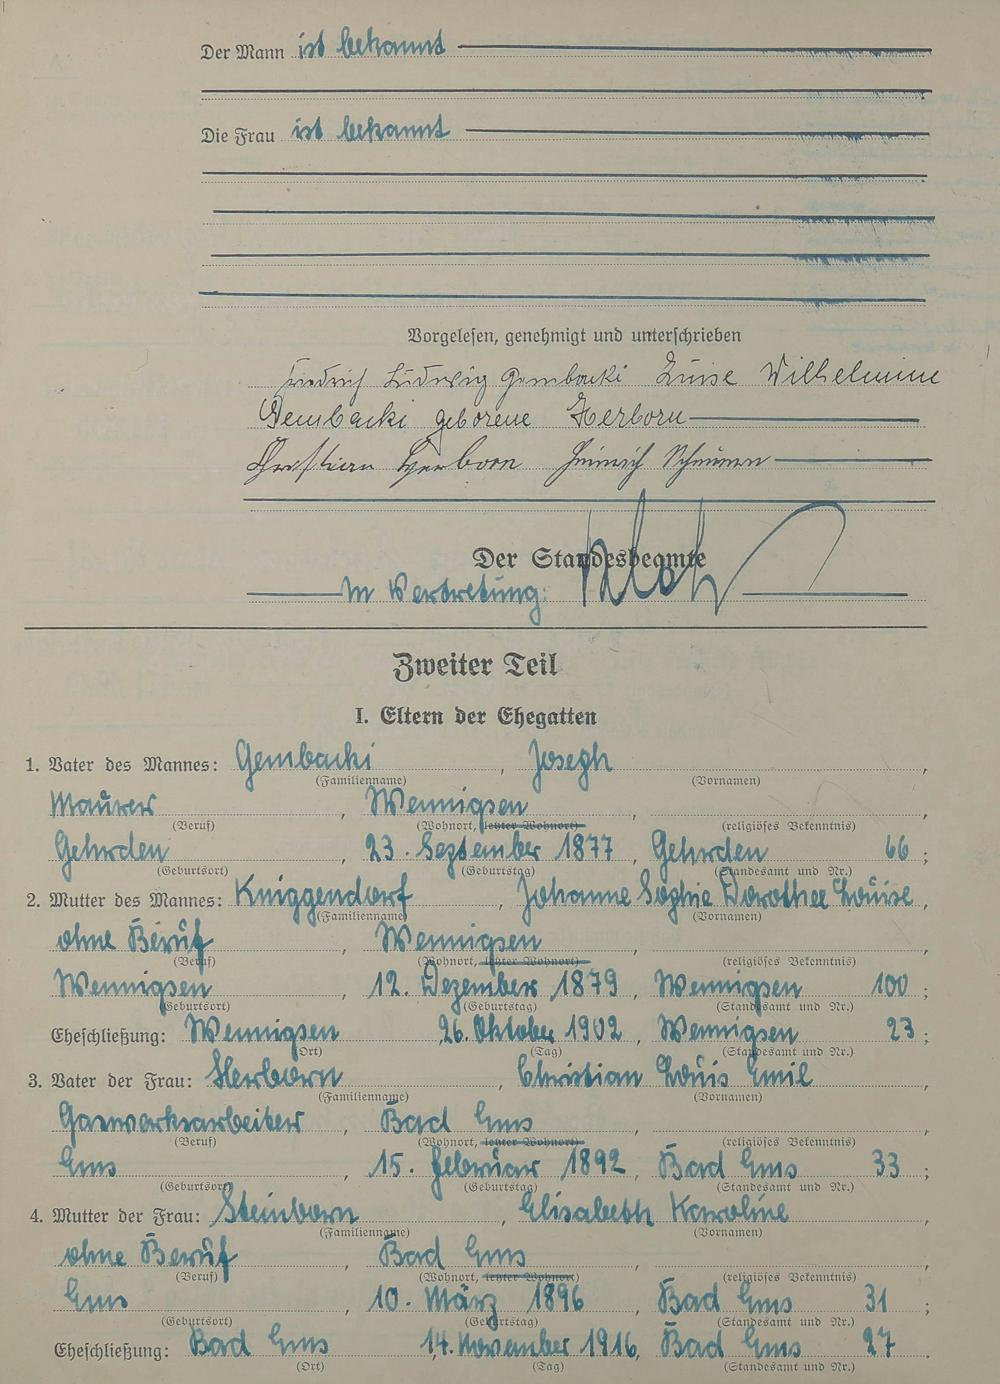 Der Mann ist bekannt
Die Frau ist bekannt
Vorgelesen, genehmigt und unterschrieben
Friedrich Ludwig Gembacki Luise Wilhelmine
Gembacki geborene Herborn
Christian Herborn Heinrich
Der Standesbeamte
In Vertretung:
Zweiter Teil
I. Eltern der Ehegatten
1. Vater des Mannes: Gembacki, Joseph,
(Familienname) (Vornamen)
Maurer, Wennigsen,
(Beruf) (Wohnort, letzter Wohnort) (religiöses Bekenntnis)
Gehrden, 23. September 1877, Gehrden 66;
(Geburtsort) (Geburtstag) (Standesamt und Nr.)
2. Mutter des Mannes: Kniggendorf, Johanne Sophie Dorothee Louise,
(Familienname) (Vornamen)
ohne Beruf, Wennigsen,
(Beruf) (Wohnort, letzter Wohnort) (religiöses Bekenntnis)
Wennigsen, 12. Dezember 1879, Wennigsen 100;
(Geburtsort) (Geburtstag) (Standesamt und Nr.)
Eheschließung: Wennigsen, 26. Oktober 1902, Wennigsen 23;
(Ort) (Tag) (Standesamt und Nr.)
3. Vater der Frau: Herborn, Christian Louis Emil,
(Familienname) (Vornamen)
Gaswerksarbeiter, Bad Ems,
(Beruf) (Wohnort, letzter Wohnort) (religiöses Bekenntnis)
Ems, 15. Februar 1892, Bad Ems 33;
(Geburtsort) (Geburtstag) (Standesamt und Nr.)
4. Mutter der Frau: Steinborn, Elisabeth Karoline,
(Familienname) (Vornamen)
ohne Beruf, Bad Ems,
(Beruf) (Wohnort, letzter Wohnort) (religiöses Bekenntnis)
Ems, 10. März 1896, Bad Ems 31;
(Geburtsort) (Geburtstag) (Standesamt und Nr.)
Eheschließung: Bad Ems, 14. November 1916, Bad Ems 27.
(Ort) (Tag) (Standesamt und Nr.)